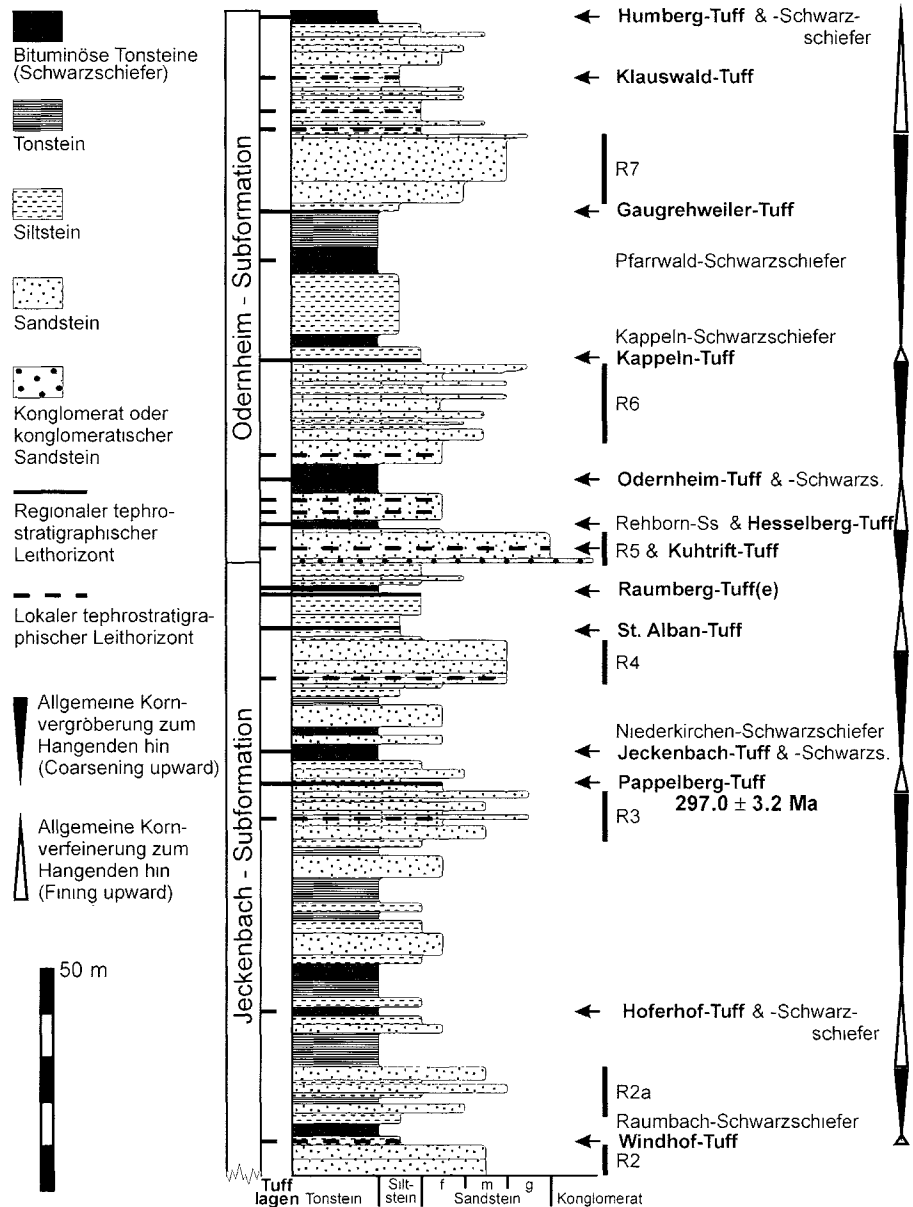 Bituminöse Tonsteine
(Schwarzschiefer)
Tonstein
Siltstein
Sandstein
Konglomerat oder
konglomeratischer
Sandstein
Regionaler tephro-
stratigraphischer
Leithorizont
Lokaler tephrostratigra-
phischer Leithorizont
Allgemeine Korn-
vergröberung zum
Hangenden hin
(Coarsening upward)
Allgemeine Korn-
verfeinerung zum
Hangenden hin
(Fining upward)
50 m
Odernheim - Subformation
Jeckenbach - Subformation
Humberg-Tuff & -Schwarz-
schiefer
Klauswald-Tuff
R7
Gaugrehweiler-Tuff
Pfarrwald-Schwarzschiefer
Kappeln-Schwarzschiefer
Kappeln-Tuff
R6
Odernheim-Tuff & -Schwarzs.
Rehborn-Ss & Hesselberg-Tuff
R5 & Kuhtrift-Tuff
Raumberg-Tuff(e)
St. Alban-Tuff
R4
Niederkirchen-Schwarzschiefer
Jeckenbach-Tuff & -Schwarzs.
Pappelberg-Tuff
297.0 ± 3.2 Ma
R3
Hoferhof-Tuff & -Schwarz-
schiefer
R2a
Raumbach-Schwarzschiefer
Windhof-Tuff
R2
Tuff
lagen
Tonstein
Silt-
stein
f m g
Sandstein
Konglomerat